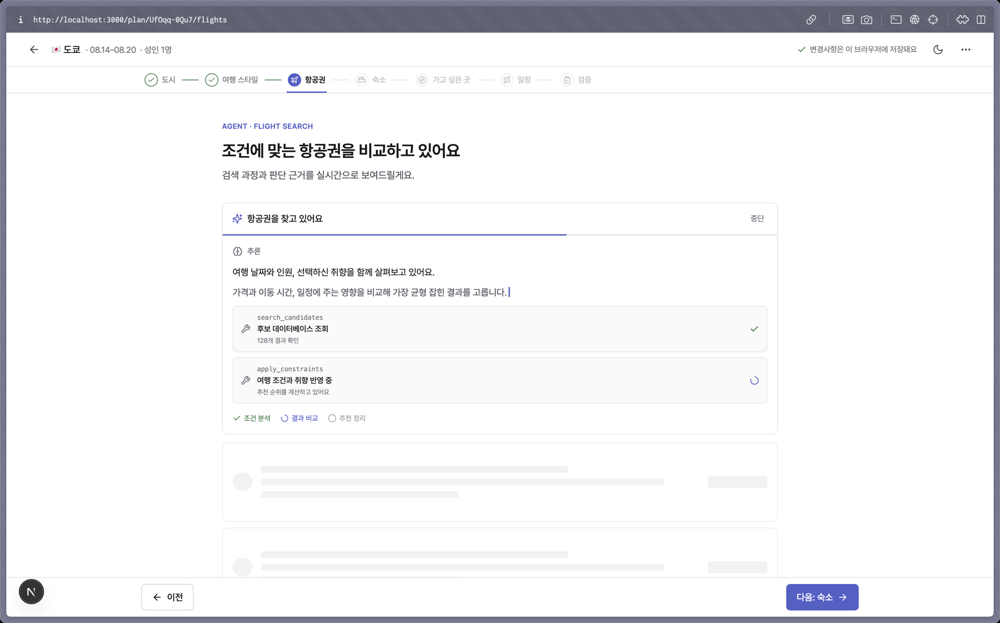 http://localhost:3000/plan/UfOqq-0Qu7/flights
도쿄 · 08.14–08.20 · 성인 1명
변경사항은 이 브라우저에 저장돼요
도시
여행 스타일
항공권
숙소
가고 싶은 곳
일정
검증
AGENT · FLIGHT SEARCH
조건에 맞는 항공권을 비교하고 있어요
검색 과정과 판단 근거를 실시간으로 보여드릴게요.
항공권을 찾고 있어요
중단
추론
여행 날짜와 인원, 선택하신 취향을 함께 살펴보고 있어요.
가격과 이동 시간, 일정에 주는 영향을 비교해 가장 균형 잡힌 결과를 고릅니다.
search_candidates
후보 데이터베이스 조회
128개 결과 확인
apply_constraints
여행 조건과 취향 반영 중
추천 순위를 계산하고 있어요
조건 분석
결과 비교
추천 정리
N
이전
다음: 숙소